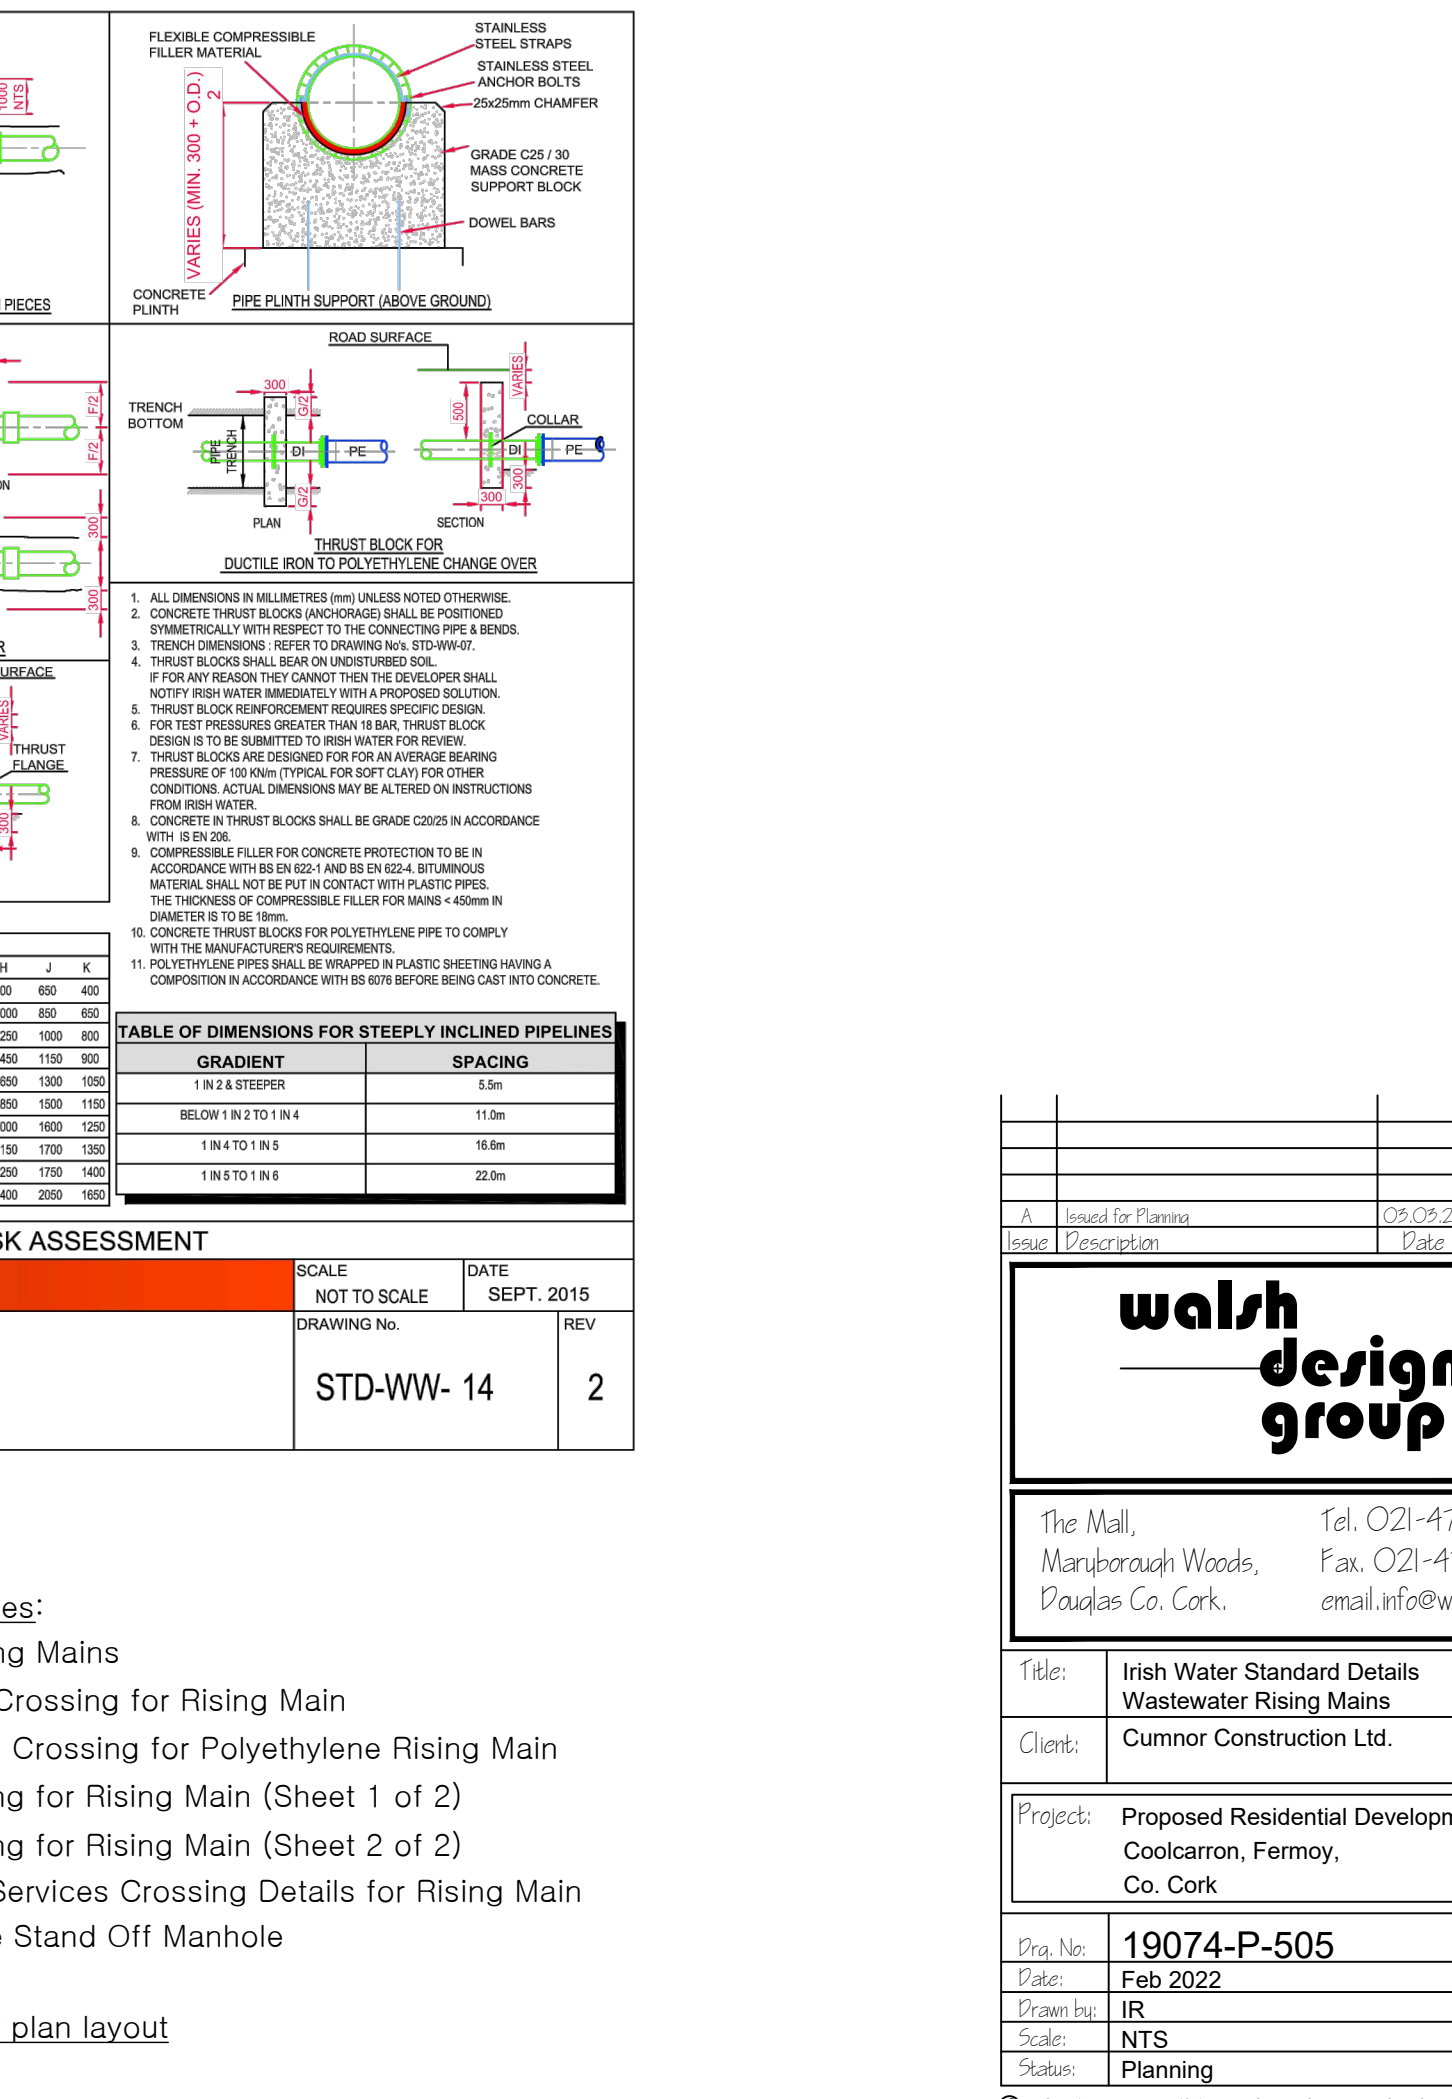 FLEXIBLE COMPRESSIBLE
FILLER MATERIAL
STAINLESS
STEEL STRAPS
STAINLESS STEEL
ANCHOR BOLTS
25x25mm CHAMFER
GRADE C25 / 30
MASS CONCRETE
SUPPORT BLOCK
DOWEL BARS
VARIES (MIN. 300 + O.D.)
2
CONCRETE
PLINTH
PIPE PLINTH SUPPORT (ABOVE GROUND)
1000
NTS
PIECES
ROAD SURFACE
TRENCH
BOTTOM
300
G/2
PIPE
TRENCH
DI
PE
G/2
PLAN
VARIES
500
COLLAR
DI
PE
300
300
SECTION
THRUST BLOCK FOR
DUCTILE IRON TO POLYETHYLENE CHANGE OVER
F/2
F/2
ON
300
300
R
URFACE
VARIES
THRUST
FLANGE
300
1. ALL DIMENSIONS IN MILLIMETRES (mm) UNLESS NOTED OTHERWISE.
2. CONCRETE THRUST BLOCKS (ANCHORAGE) SHALL BE POSITIONED
SYMMETRICALLY WITH RESPECT TO THE CONNECTING PIPE & BENDS.
3. TRENCH DIMENSIONS : REFER TO DRAWING No's. STD-WW-07.
4. THRUST BLOCKS SHALL BEAR ON UNDISTURBED SOIL.
IF FOR ANY REASON THEY CANNOT THEN THE DEVELOPER SHALL
NOTIFY IRISH WATER IMMEDIATELY WITH A PROPOSED SOLUTION.
5. THRUST BLOCK REINFORCEMENT REQUIRES SPECIFIC DESIGN.
6. FOR TEST PRESSURES GREATER THAN 18 BAR, THRUST BLOCK
DESIGN IS TO BE SUBMITTED TO IRISH WATER FOR REVIEW.
7. THRUST BLOCKS ARE DESIGNED FOR FOR AN AVERAGE BEARING
PRESSURE OF 100 KN/m (TYPICAL FOR SOFT CLAY) FOR OTHER
CONDITIONS. ACTUAL DIMENSIONS MAY BE ALTERED ON INSTRUCTIONS
FROM IRISH WATER.
8. CONCRETE IN THRUST BLOCKS SHALL BE GRADE C20/25 IN ACCORDANCE
WITH IS EN 206.
9. COMPRESSIBLE FILLER FOR CONCRETE PROTECTION TO BE IN
ACCORDANCE WITH BS EN 622-1 AND BS EN 622-4. BITUMINOUS
MATERIAL SHALL NOT BE PUT IN CONTACT WITH PLASTIC PIPES.
THE THICKNESS OF COMPRESSIBLE FILLER FOR MAINS < 450mm IN
DIAMETER IS TO BE 18mm.
10. CONCRETE THRUST BLOCKS FOR POLYETHYLENE PIPE TO COMPLY
WITH THE MANUFACTURER'S REQUIREMENTS.
11. POLYETHYLENE PIPES SHALL BE WRAPPED IN PLASTIC SHEETING HAVING A
COMPOSITION IN ACCORDANCE WITH BS 6076 BEFORE BEING CAST INTO CONCRETE.
H J K
00 650 400
000 850 650
250 1000 800
450 1150 900
650 1300 1050
850 1500 1150
000 1600 1250
150 1700 1350
250 1750 1400
400 2050 1650
TABLE OF DIMENSIONS FOR STEEPLY INCLINED PIPELINES
GRADIENT SPACING
1 IN 2 & STEEPER 5.5m
BELOW 1 IN 2 TO 1 IN 4 11.0m
1 IN 4 TO 1 IN 5 16.6m
1 IN 5 TO 1 IN 6 22.0m
SK ASSESSMENT
SCALE
NOT TO SCALE
DATE
SEPT. 2015
DRAWING No.
STD-WW- 14
REV
2
es:
ng Mains
Crossing for Rising Main
Crossing for Polyethylene Rising Main
ng for Rising Main (Sheet 1 of 2)
ng for Rising Main (Sheet 2 of 2)
Services Crossing Details for Rising Main
e Stand Off Manhole
plan layout
A Issued for Planning 03.03.2
Issue Description Date
walsh
design
group
The Mall,
Maryborough Woods,
Douglas Co. Cork.
Tel. 021-47
Fax. 021-4
email.info@w
Title: Irish Water Standard Details
Wastewater Rising Mains
Client: Cumnor Construction Ltd.
Project: Proposed Residential Developm
Coolcarron, Fermoy,
Co. Cork
Drg. No: 19074-P-505
Date: Feb 2022
Drawn by: IR
Scale: NTS
Status: Planning